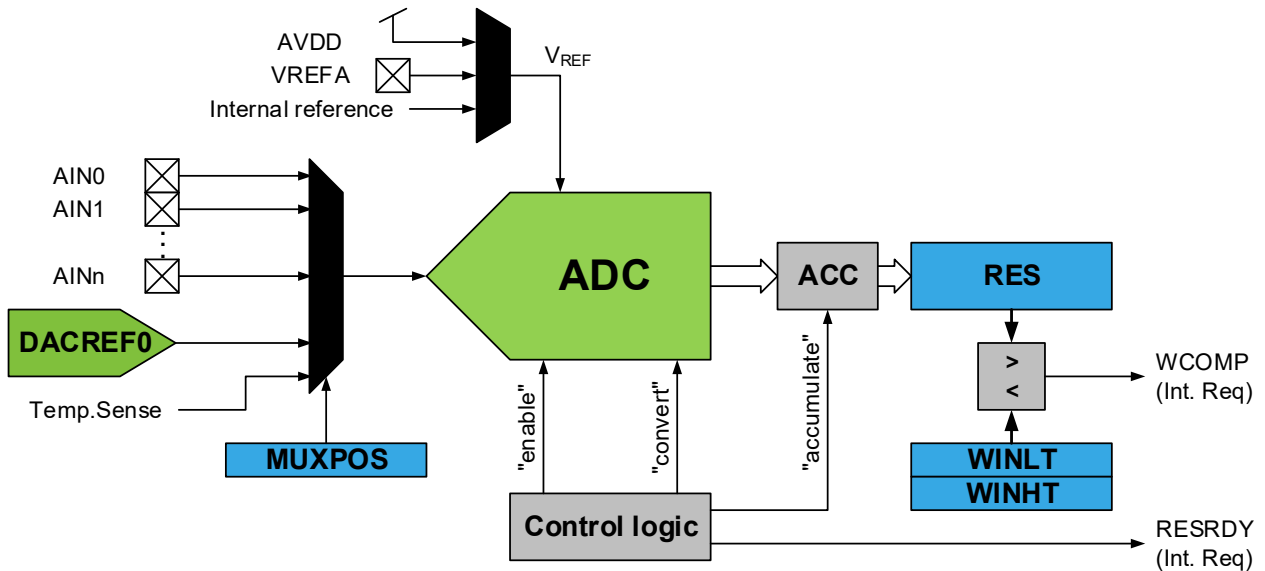 AVDD
VREFA
Internal reference
VREF
AIN0
AIN1
AINn
DACREF0
Temp.Sense
MUXPOS
ADC
ACC
RES
>
<
WCOMP
(Int. Req)
"enable"
"convert"
"accumulate"
WINLT
WINHT
Control logic
RESRDY
(Int. Req)